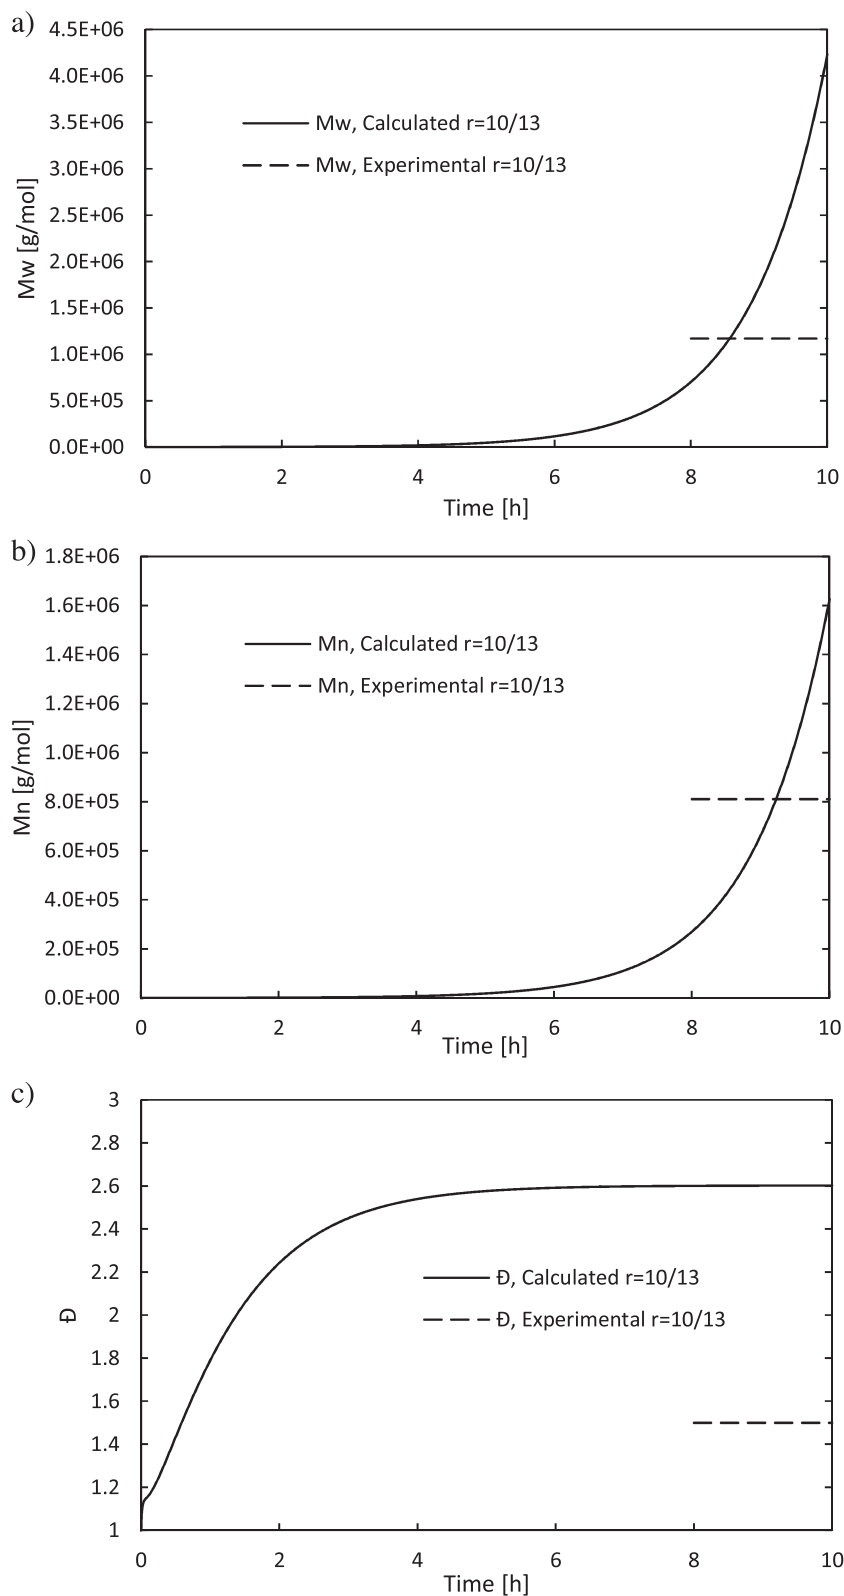 a)
4.5E+06
4.0E+06
3.5E+06
3.0E+06
2.5E+06
2.0E+06
1.5E+06
1.0E+06
5.0E+05
0.0E+00
Mw [g/mol]
Mw, Calculated r=10/13
Mw, Experimental r=10/13
0 2 4 6 8 10
Time [h]
b)
1.8E+06
1.6E+06
1.4E+06
1.2E+06
1.0E+06
8.0E+05
6.0E+05
4.0E+05
2.0E+05
0.0E+00
Mn [g/mol]
Mn, Calculated r=10/13
Mn, Experimental r=10/13
0 2 4 6 8 10
Time [h]
c)
3
2.8
2.6
2.4
2.2
2
1.8
1.6
1.4
1.2
1
Đ
Đ, Calculated r=10/13
Đ, Experimental r=10/13
0 2 4 6 8 10
Time [h]